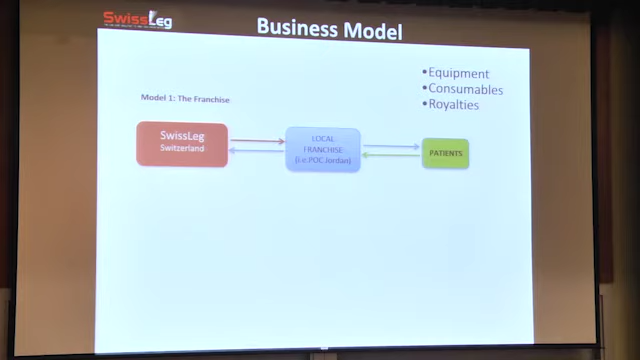 SwissLeg
Business Model
•Equipment
•Consumables
•Royalties
Model 1: The Franchise
SwissLeg
Switzerland
LOCAL
FRANCHISE
(i.e.POC Jordan)
PATIENTS